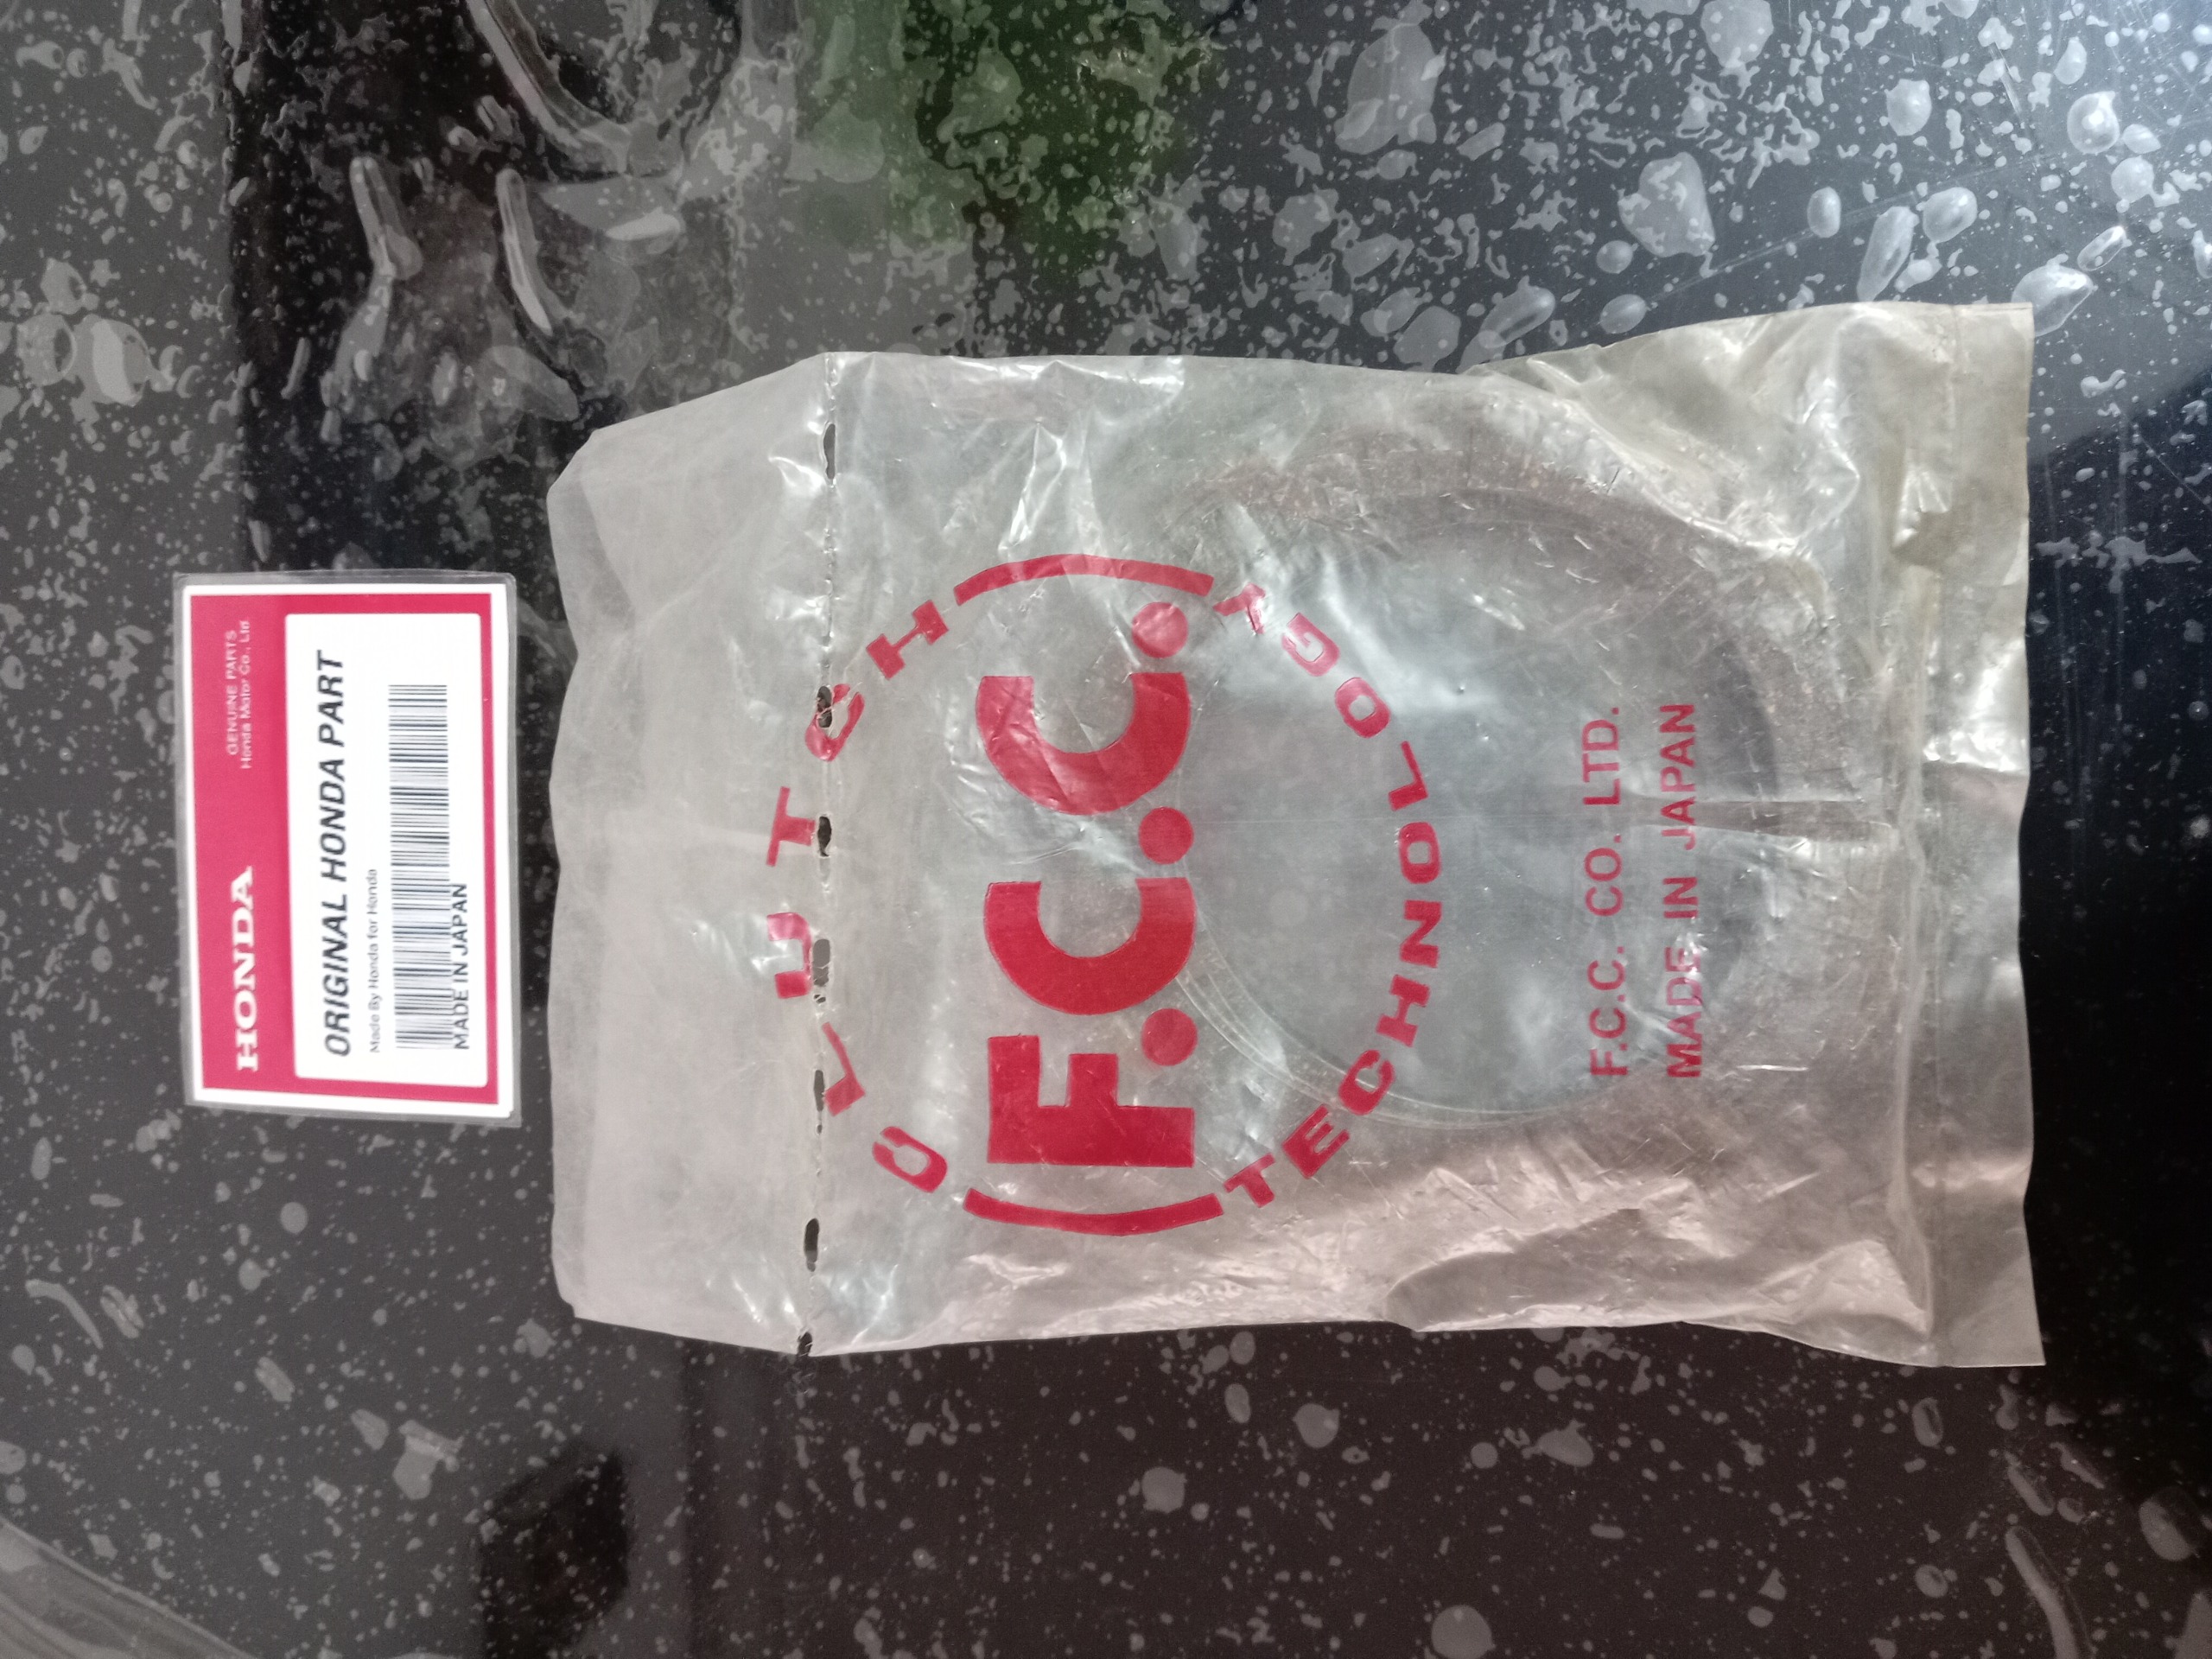 HONDA
GENUINE PARTS
Honda Motor Co., Ltd.
ORIGINAL HONDA PART
Made By Honda for Honda
MADE IN JAPAN
CLUTCH
F.C.C.
TECHNOLOGY
F.C.C. CO. LTD.
MADE IN JAPAN